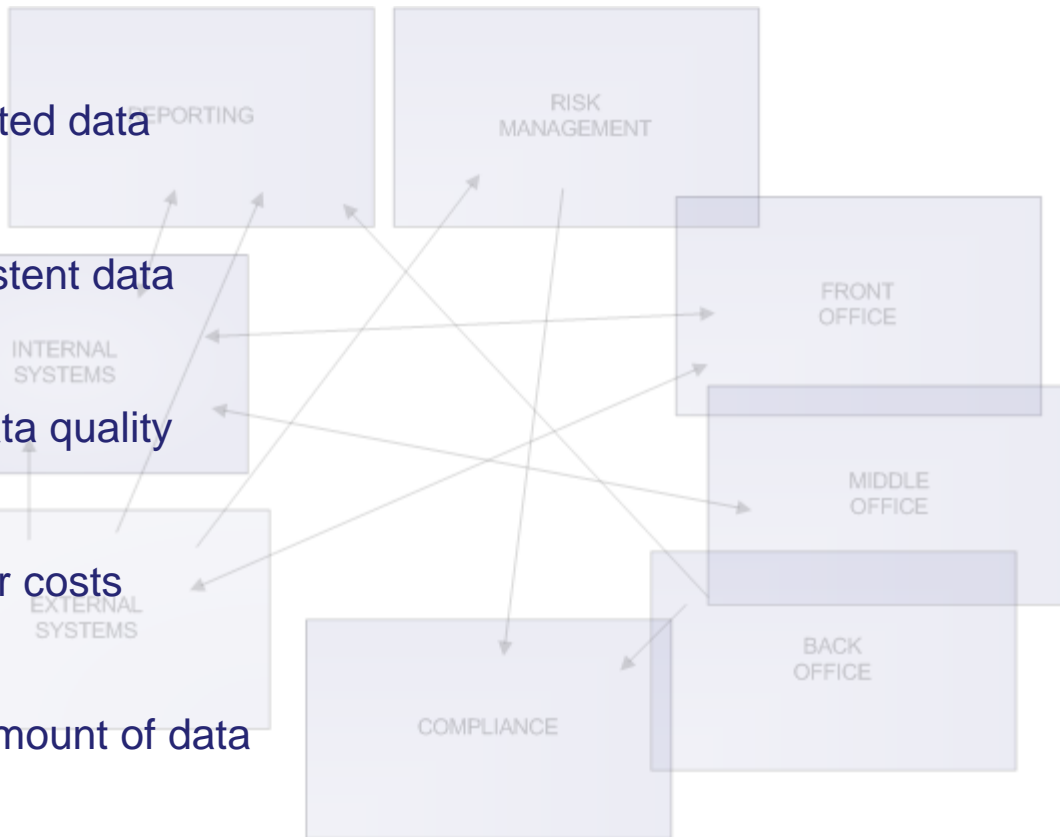 ted data
REPORTING
RISK
MANAGEMENT
stent data
FRONT
OFFICE
INTERNAL
SYSTEMS
ta quality
MIDDLE
OFFICE
r costs
EXTERNAL
SYSTEMS
BACK
OFFICE
mount of data
COMPLIANCE